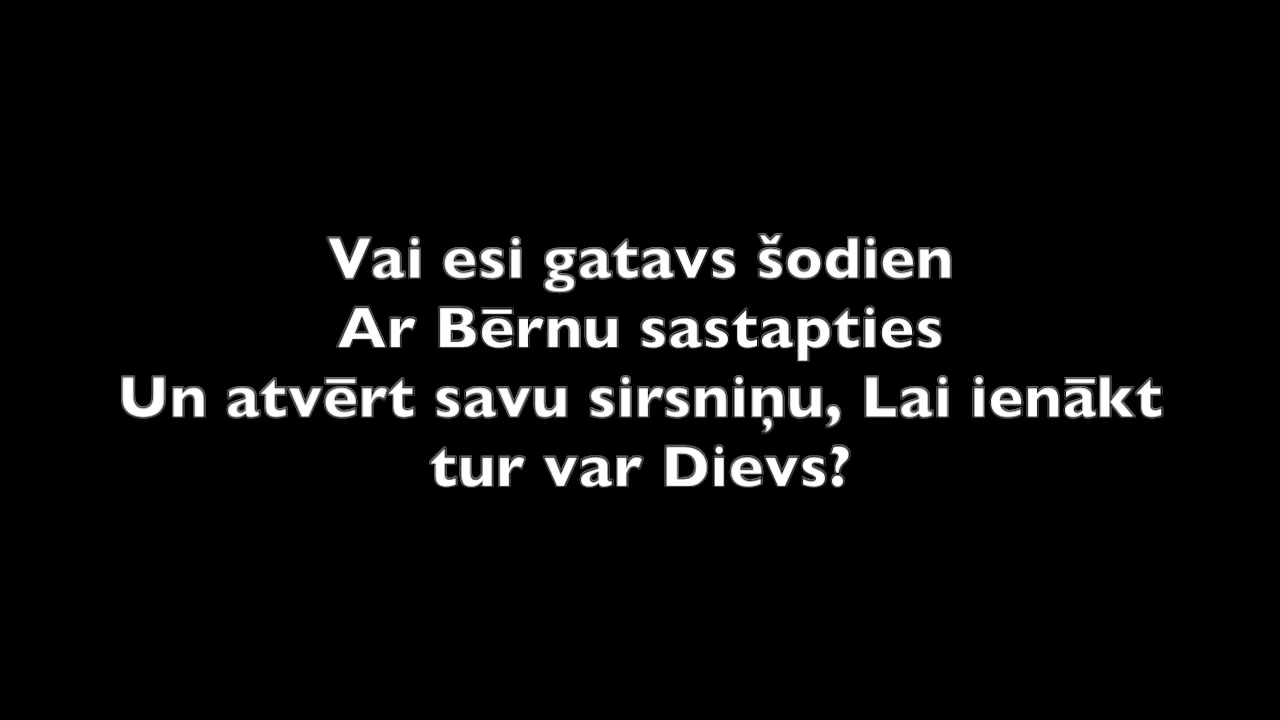 Vai esi gatavs šodien
Ar Bērnu sastapties
Un atvērt savu sirsniņu, Lai ienākt
tur var Dievs?